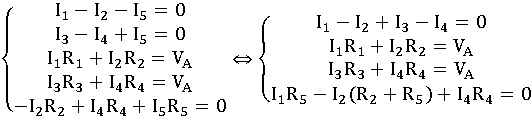 I₁ − I₂ − I₅ = 0
I₃ − I₄ + I₅ = 0
I₁R₁ + I₂R₂ = V_A
I₃R₃ + I₄R₄ = V_A
−I₂R₂ + I₄R₄ + I₅R₅ = 0
⇔
I₁ − I₂ + I₃ − I₄ = 0
I₁R₁ + I₂R₂ = V_A
I₃R₃ + I₄R₄ = V_A
I₁R₅ − I₂(R₂ + R₅) + I₄R₄ = 0